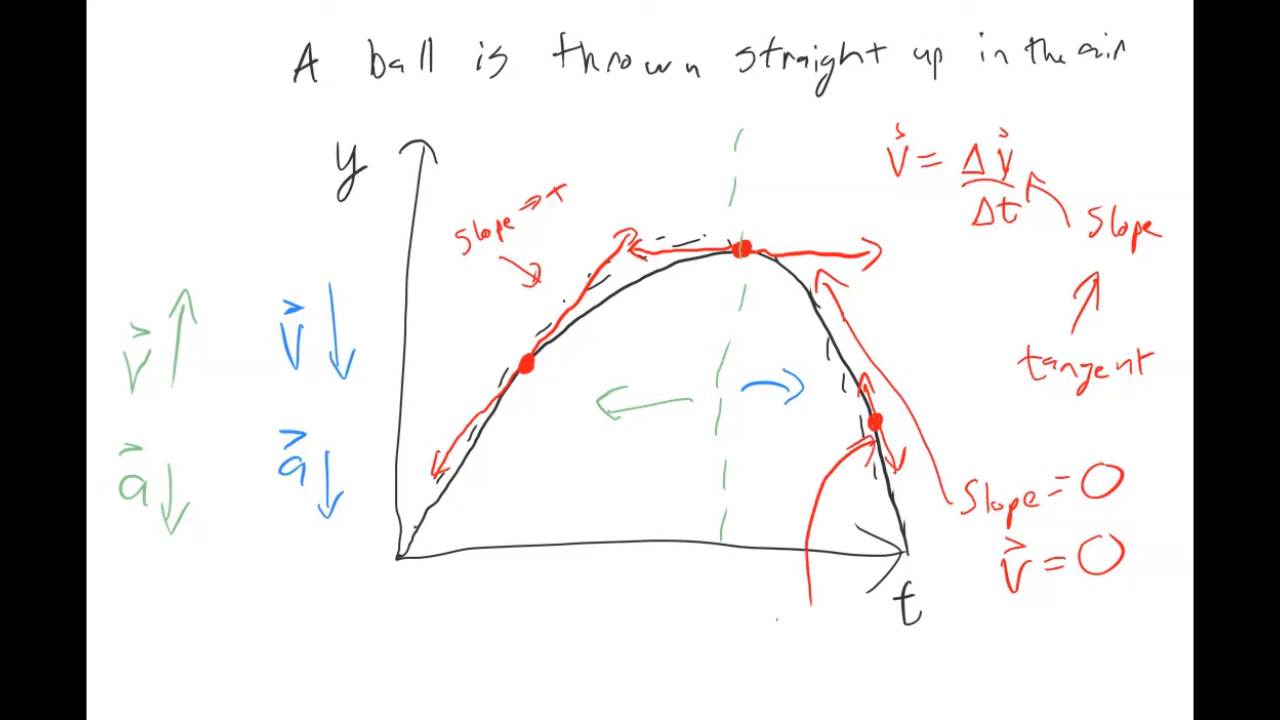 A ball is thrown straight up in the air
y
v⃗ = Δy⃗/Δt
slope
slope → +
tangent
v⃗ ↑
v⃗ ↓
a⃗ ↓
a⃗ ↓
Slope = 0
v⃗ = 0
t